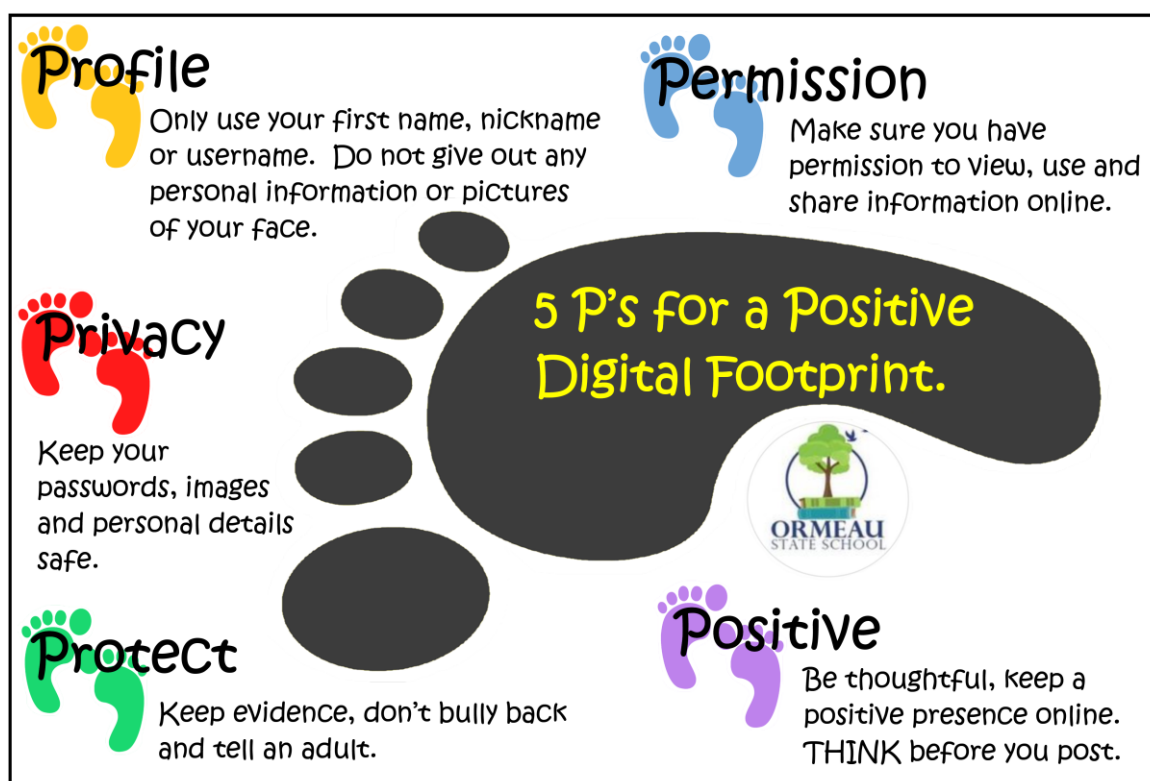 Profile
Only use your first name, nickname
or username. Do not give out any
personal information or pictures
of your face.
Permission
Make sure you have
permission to view, use and
share information online.
5 P's for a Positive
Digital Footprint.
Privacy
Keep your
passwords, images
and personal details
safe.
ORMEAU
STATE SCHOOL
Protect
Keep evidence, don't bully back
and tell an adult.
Positive
Be thoughtful, keep a
positive presence online.
THINK before you post.